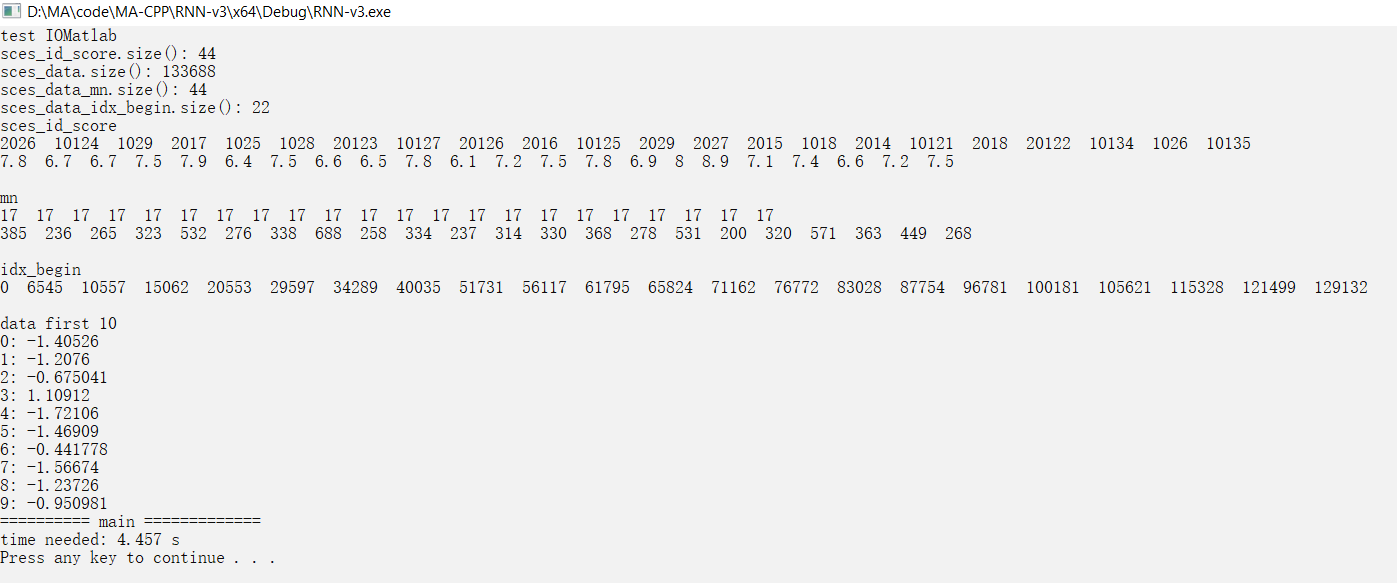 D:\MA\code\MA-CPP\RNN-v3\x64\Debug\RNN-v3.exe
test IOMatlab
sces_id_score.size(): 44
sces_data.size(): 133688
sces_data_mn.size(): 44
sces_data_idx_begin.size(): 22
sces_id_score
2026  10124  1029  2017  1025  1028  20123  10127  20126  2016  10125  2029  2027  2015  1018  2014  10121  2018  20122  10134  1026  10135
7.8  6.7  6.7  7.5  7.9  6.4  7.5  6.6  6.5  7.8  6.1  7.2  7.5  7.8  6.9  8  8.9  7.1  7.4  6.6  7.2  7.5
mn
17  17  17  17  17  17  17  17  17  17  17  17  17  17  17  17  17  17  17  17  17  17
385  236  265  323  532  276  338  688  258  334  237  314  330  368  278  531  200  320  571  363  449  268
idx_begin
0  6545  10557  15062  20553  29597  34289  40035  51731  56117  61795  65824  71162  76772  83028  87754  96781  100181  105621  115328  121499  129132
data first 10
0: -1.40526
1: -1.2076
2: -0.675041
3: 1.10912
4: -1.72106
5: -1.46909
6: -0.441778
7: -1.56674
8: -1.23726
9: -0.950981
========== main =============
time needed: 4.457 s
Press any key to continue . . .